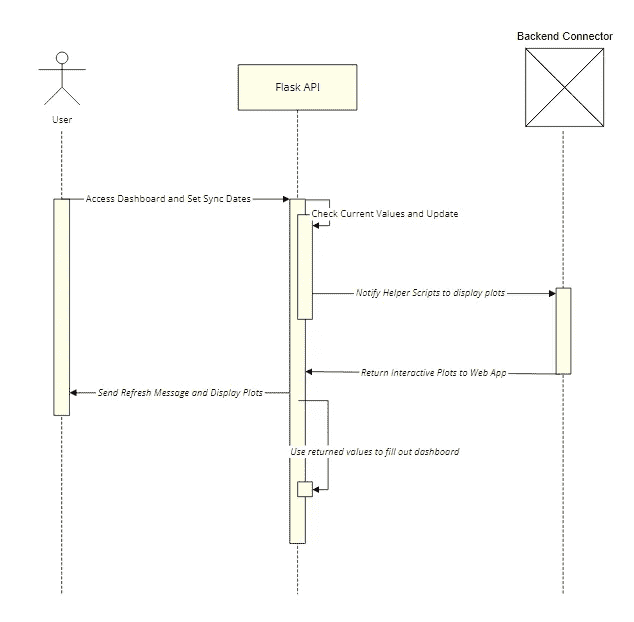 Backend Connector
Flask API
User
Access Dashboard and Set Sync Dates
Check Current Values and Update
Notify Helper Scripts to display plots
Return Interactive Plots to Web App
Send Refresh Message and Display Plots
Use returned values to fill out dashboard